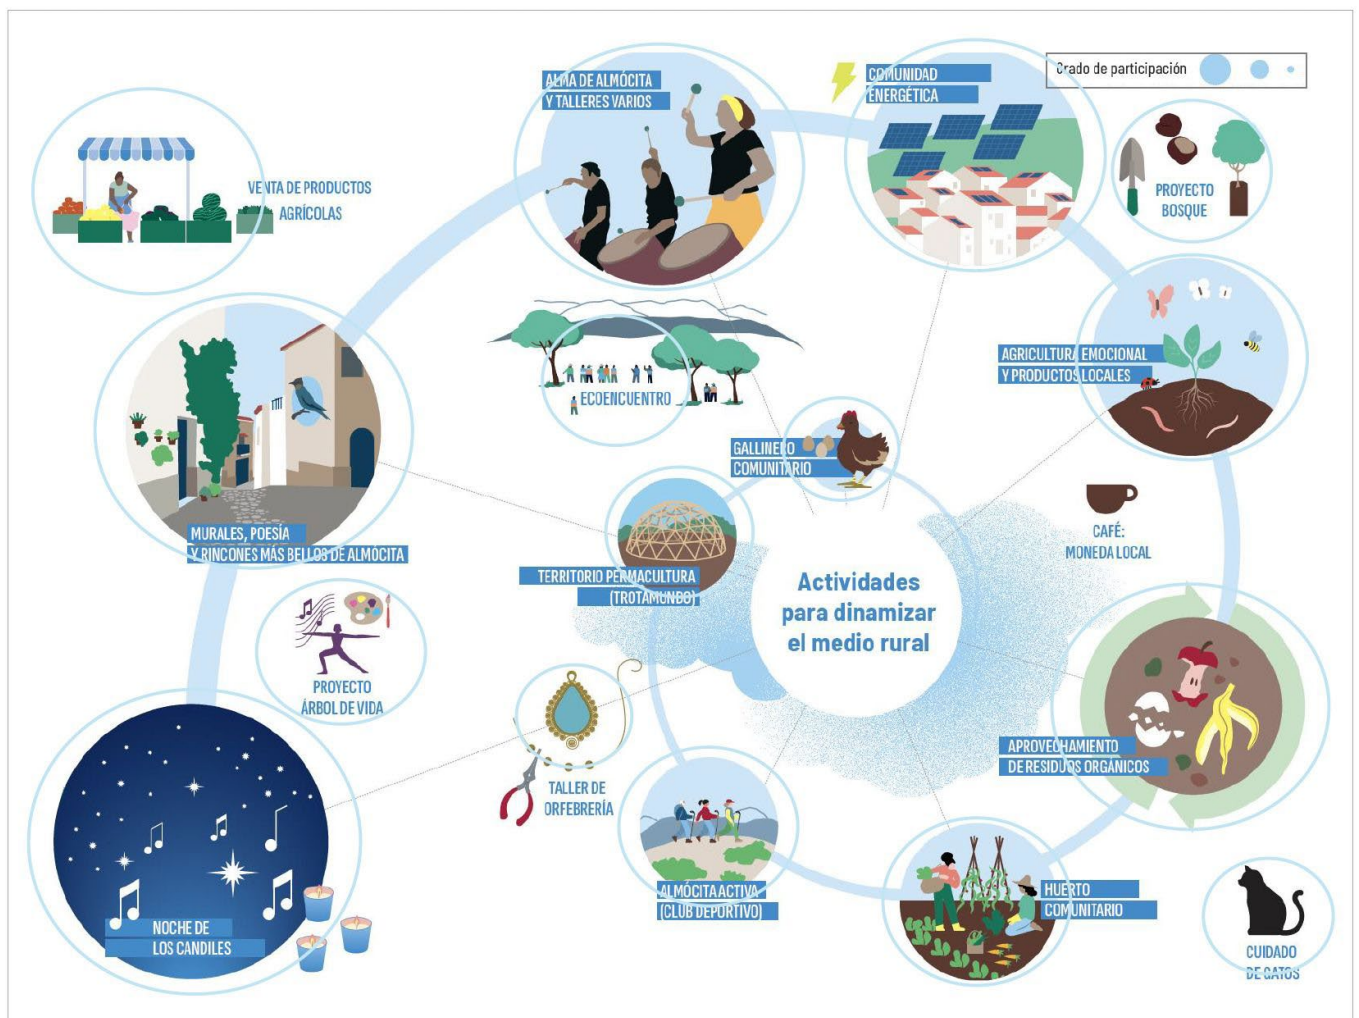 ALMA DE ALMÓCITA
Y TALLERES VARIOS
COMUNIDAD
ENERGÉTICA
Grado de participación
VENTA DE PRODUCTOS
AGRÍCOLAS
PROYECTO
BOSQUE
AGRICULTURA EMOCIONAL
Y PRODUCTOS LOCALES
ECOENCUENTRO
GALLINERO
COMUNITARIO
MURALES, POESÍA
Y RINCONES MÁS BELLOS DE ALMÓCITA
CAFÉ:
MONEDA LOCAL
TERRITORIO PERMACULTURA
(TROTAMUNDO)
Actividades
para dinamizar
el medio rural
PROYECTO
ÁRBOL DE VIDA
APROVECHAMIENTO
DE RESIDUOS ORGÁNICOS
TALLER DE
ORFEBRERÍA
ALMÓCITA ACTIVA
(CLUB DEPORTIVO)
HUERTO
COMUNITARIO
NOCHE DE
LOS CANDILES
CUIDADO
DE GATOS